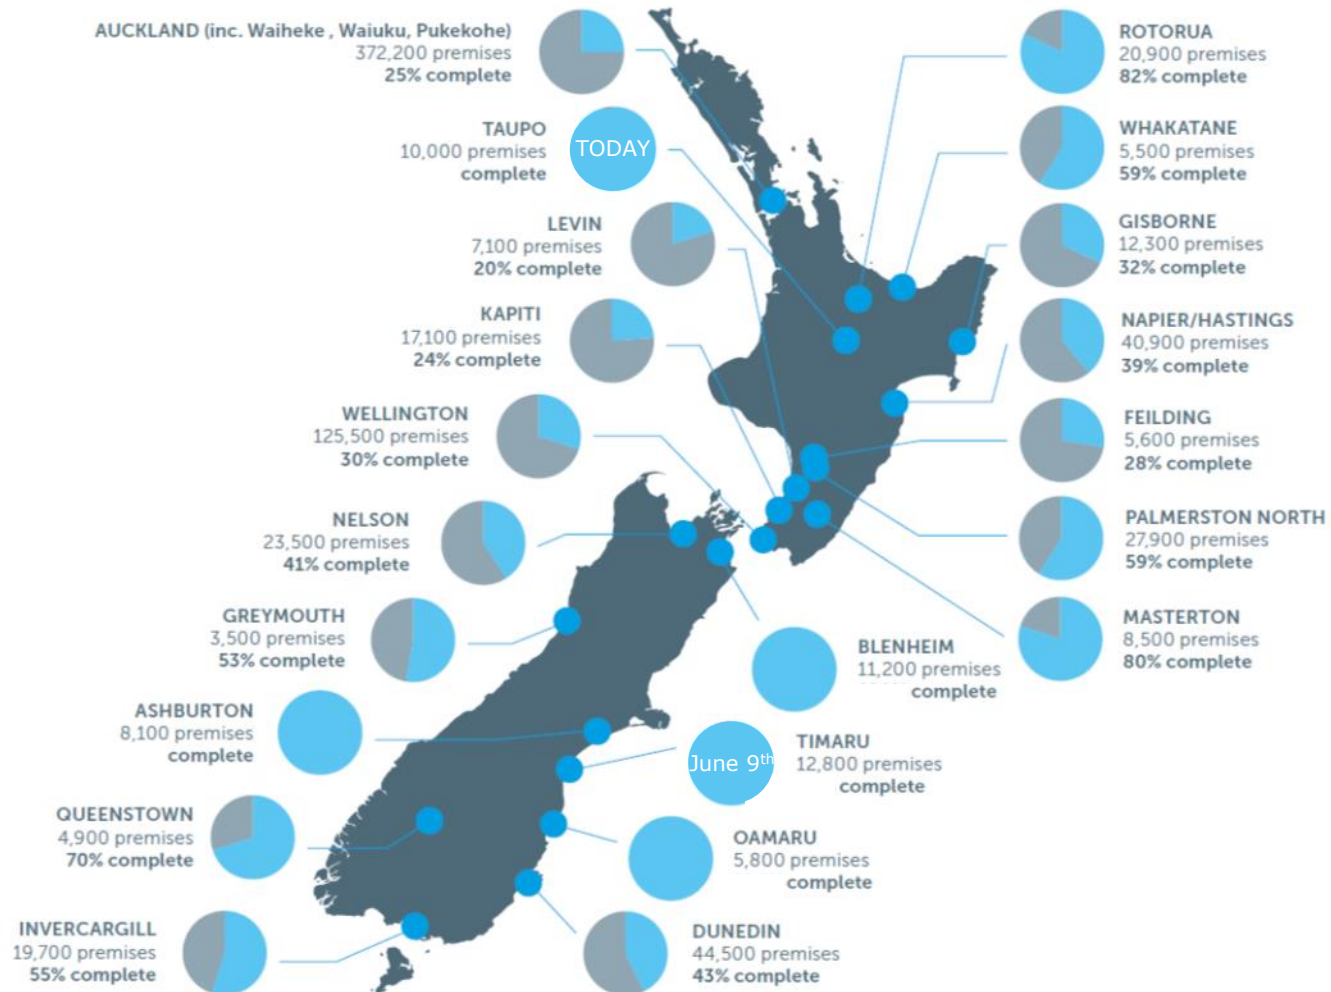 AUCKLAND (inc. Waiheke , Waiuku, Pukekohe)
372,200 premises
25% complete
TAUPO
10,000 premises
complete
TODAY
LEVIN
7,100 premises
20% complete
KAPITI
17,100 premises
24% complete
WELLINGTON
125,500 premises
30% complete
NELSON
23,500 premises
41% complete
GREYMOUTH
3,500 premises
53% complete
ASHBURTON
8,100 premises
complete
QUEENSTOWN
4,900 premises
70% complete
INVERCARGILL
19,700 premises
55% complete
ROTORUA
20,900 premises
82% complete
WHAKATANE
5,500 premises
59% complete
GISBORNE
12,300 premises
32% complete
NAPIER/HASTINGS
40,900 premises
39% complete
FEILDING
5,600 premises
28% complete
PALMERSTON NORTH
27,900 premises
59% complete
MASTERTON
8,500 premises
80% complete
BLENHEIM
11,200 premises
complete
June 9th
TIMARU
12,800 premises
complete
OAMARU
5,800 premises
complete
DUNEDIN
44,500 premises
43% complete